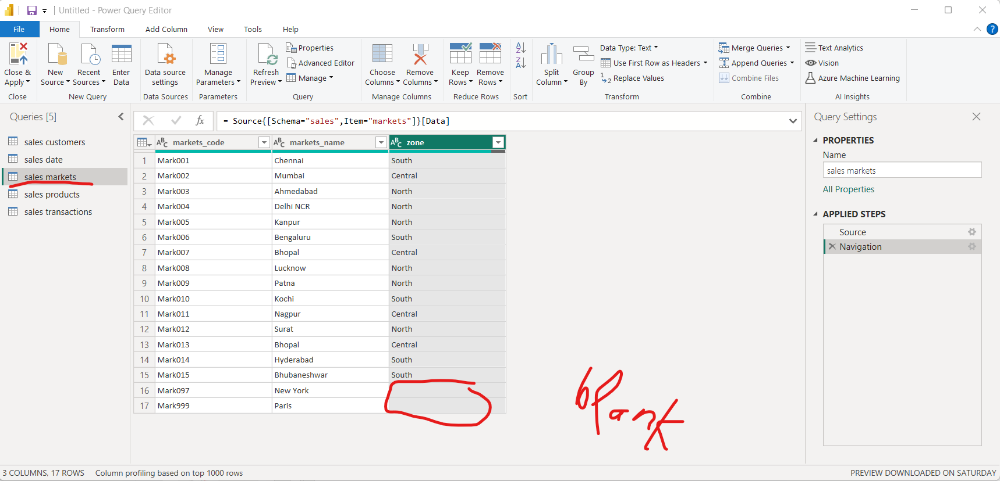 Untitled - Power Query Editor
File Home Transform Add Column View Tools Help
Close & Apply
New Source
Recent Sources
Enter Data
Data source settings
Manage Parameters
Refresh Preview
Properties
Advanced Editor
Manage
Choose Columns
Remove Columns
Keep Rows
Remove Rows
A Z
Z A
Split Column
Group By
Data Type: Text
Use First Row as Headers
1 2 Replace Values
Merge Queries
Append Queries
Combine Files
Text Analytics
Vision
Azure Machine Learning
?
Close New Query Data Sources Parameters Query Manage Columns Reduce Rows Sort Transform Combine AI Insights
Queries [5]
sales customers
sales date
sales markets
sales products
sales transactions
fx = Source{[Schema="sales",Item="markets"]}[Data]
ABC markets_code ABC markets_name ABC zone
1 Mark001 Chennai South
2 Mark002 Mumbai Central
3 Mark003 Ahmedabad North
4 Mark004 Delhi NCR North
5 Mark005 Kanpur North
6 Mark006 Bengaluru South
7 Mark007 Bhopal Central
8 Mark008 Lucknow North
9 Mark009 Patna North
10 Mark010 Kochi South
11 Mark011 Nagpur Central
12 Mark012 Surat North
13 Mark013 Bhopal Central
14 Mark014 Hyderabad South
15 Mark015 Bhubaneshwar South
16 Mark097 New York
17 Mark999 Paris
blank
Query Settings
PROPERTIES
Name
sales markets
All Properties
APPLIED STEPS
Source
Navigation
3 COLUMNS, 17 ROWS Column profiling based on top 1000 rows PREVIEW DOWNLOADED ON SATURDAY